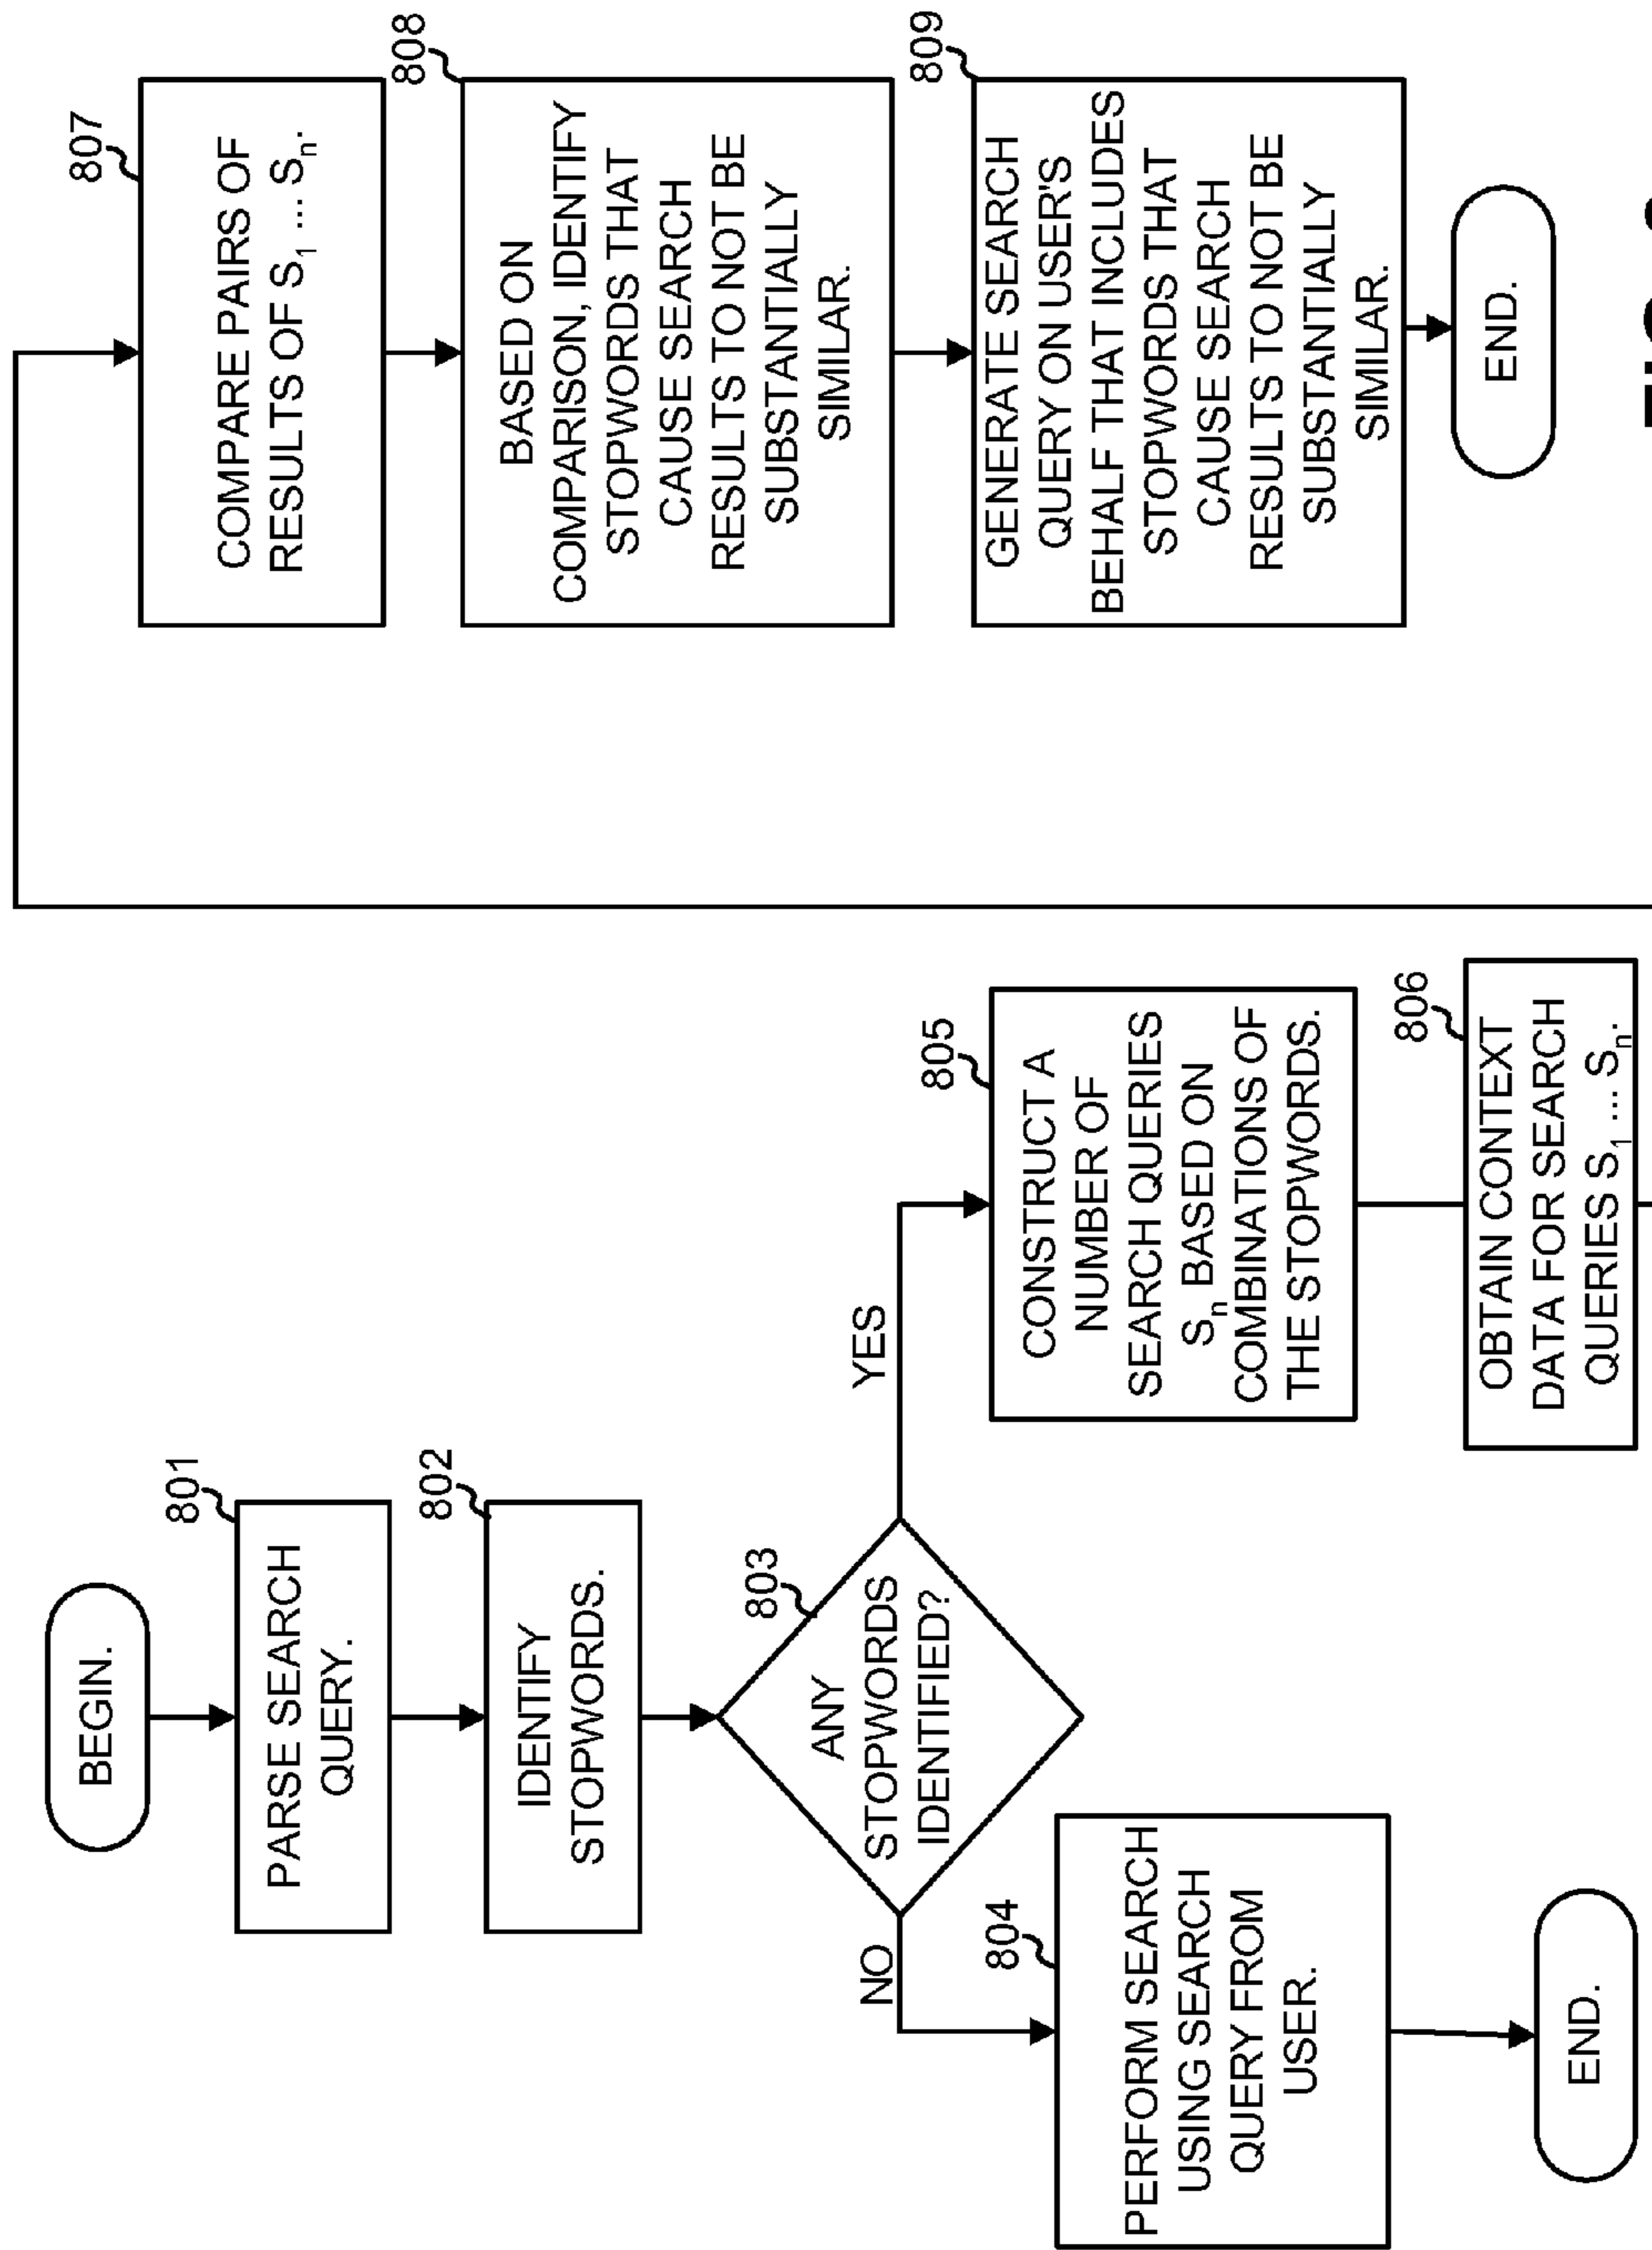 BEGIN.
801
PARSE SEARCH
QUERY.
802
IDENTIFY
STOPWORDS.
803
ANY
STOPWORDS
IDENTIFIED?
NO
YES
804
PERFORM SEARCH
USING SEARCH
QUERY FROM
USER.
END.
805
CONSTRUCT A
NUMBER OF
SEARCH QUERIES
Sn BASED ON
COMBINATIONS OF
THE STOPWORDS.
806
OBTAIN CONTEXT
DATA FOR SEARCH
QUERIES S1 ... Sn.
807
COMPARE PAIRS OF
RESULTS OF S1 ... Sn.
808
BASED ON
COMPARISON, IDENTIFY
STOPWORDS THAT
CAUSE SEARCH
RESULTS TO NOT BE
SUBSTANTIALLY
SIMILAR.
809
GENERATE SEARCH
QUERY ON USER'S
BEHALF THAT INCLUDES
STOPWORDS THAT
CAUSE SEARCH
RESULTS TO NOT BE
SUBSTANTIALLY
SIMILAR.
END.